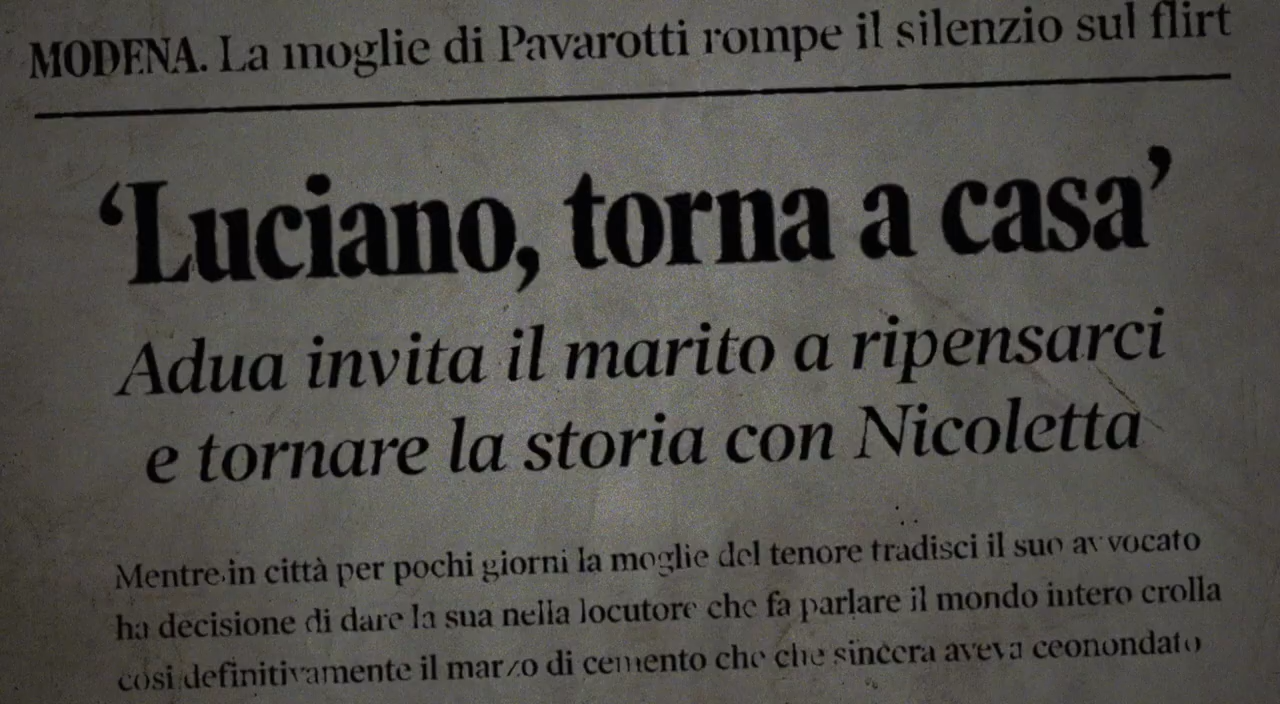 MODENA. La moglie di Pavarotti rompe il silenzio sul flirt
‘Luciano, torna a casa’
Adua invita il marito a ripensarci
e tornare la storia con Nicoletta
Mentre in città per pochi giorni la moglie del tenore tradisci il suo avvocato
ha decisione di dare la sua nella locutore che fa parlare il mondo intero crolla
così definitivamente il marzo di cemento che che sincera aveva ceonondato